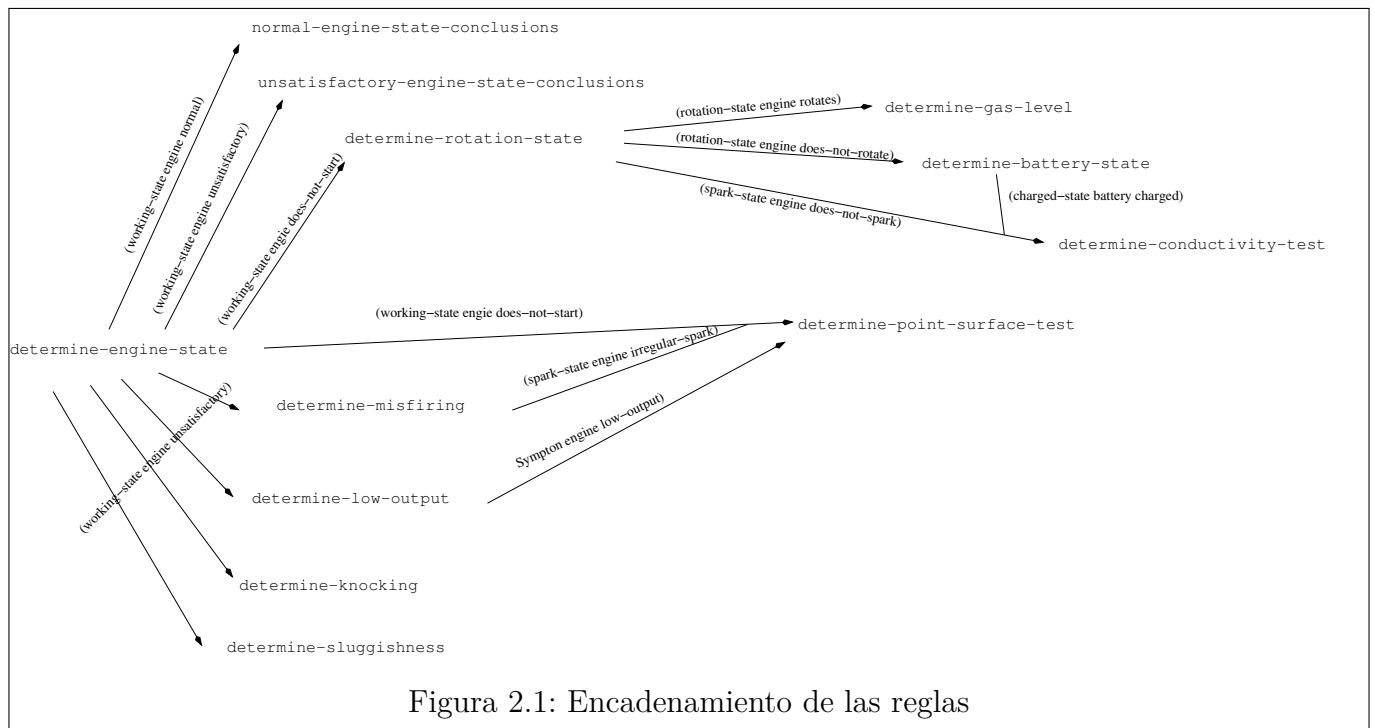 normal-engine-state-conclusions
unsatisfactory-engine-state-conclusions
(working-state engine normal)
(working-state engine unsatisfactory)
(working-state engie does-not-start)
determine-rotation-state
(rotation-state engine rotates)
determine-gas-level
(rotation-state engine does-not-rotate)
determine-battery-state
(charged-state battery charged)
(spark-state engine does-not-spark)
determine-conductivity-test
(working-state engie does-not-start)
determine-point-surface-test
determine-engine-state
(spark-state engine irregular-spark)
determine-misfiring
(working-state engine unsatisfactory)
Sympton engine low-output)
determine-low-output
determine-knocking
determine-sluggishness
Figura 2.1: Encadenamiento de las reglas